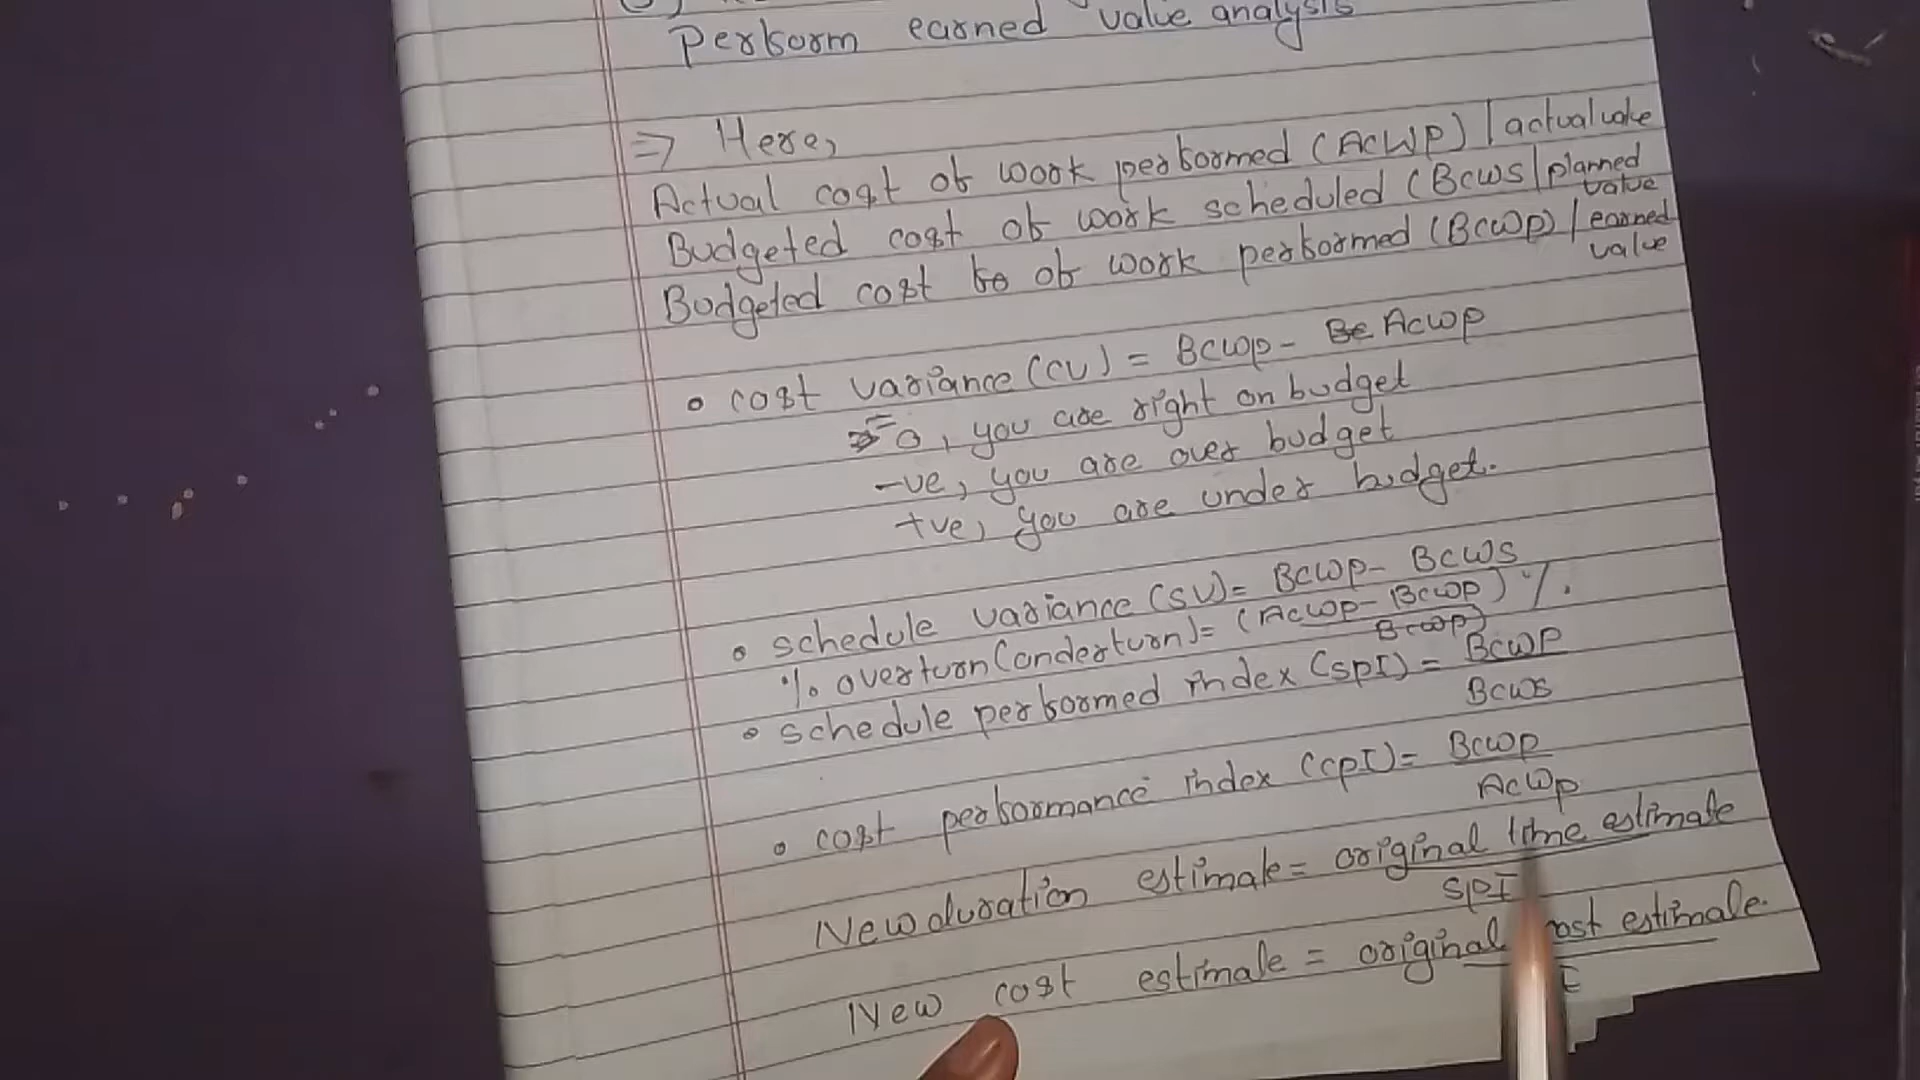 Perform earned value analysis
=> Here,
Actual cost of work performed (ACWP) | actual value
Budgeted cost of work scheduled (BCWS | planned value
Budgeted cost to of work performed (BCWP) | earned value
• cost variance (CV) = BCWP - BC ACWP
= 0, you are right on budget
-ve, you are over budget
+ve, you are under budget.
• schedule variance (SV) = BCWP - BCWS
% overturn (underturn) = (ACWP - BCWP / BCWP) %.
• schedule performed index (SPI) = BCWP / BCWS
• cost performance index (CPI) = BCWP / ACWP
New duration estimate = original time estimate / SPI
New cost estimate = original cost estimate.